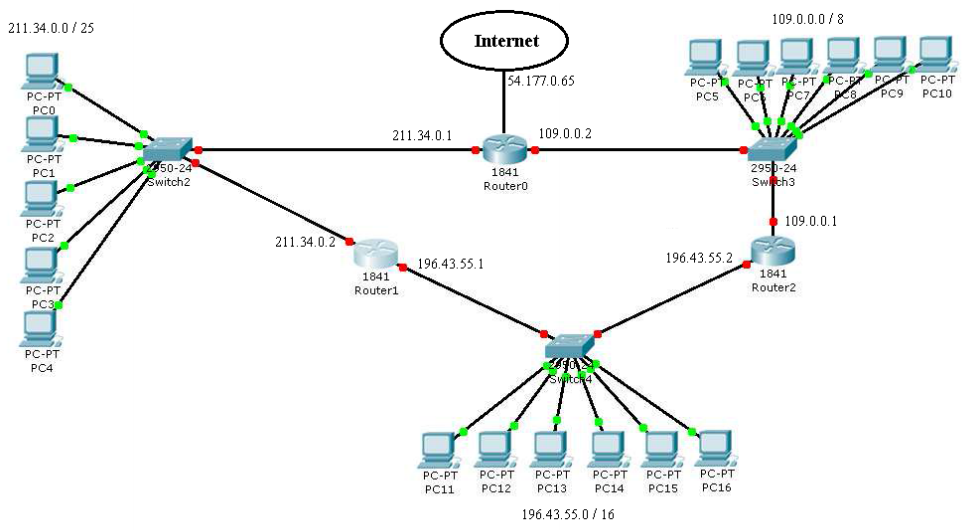 211.34.0.0 / 25
PC-PT
PC0
PC-PT
PC1
PC-PT
PC2
PC-PT
PC3
PC-PT
PC4
2950-24
Switch2
211.34.0.1
Internet
54.177.0.65
109.0.0.2
1841
Router0
109.0.0.0 / 8
PC-PT
PC5
PC-PT
PC-PT
PC7
PC-PT
PC8
PC-PT
PC9
PC-PT
PC10
2950-24
Switch3
109.0.0.1
196.43.55.2
1841
Router2
211.34.0.2
196.43.55.1
1841
Router1
2950-24
Switch4
PC-PT
PC11
PC-PT
PC12
PC-PT
PC13
PC-PT
PC14
PC-PT
PC15
PC-PT
PC16
196.43.55.0 / 16